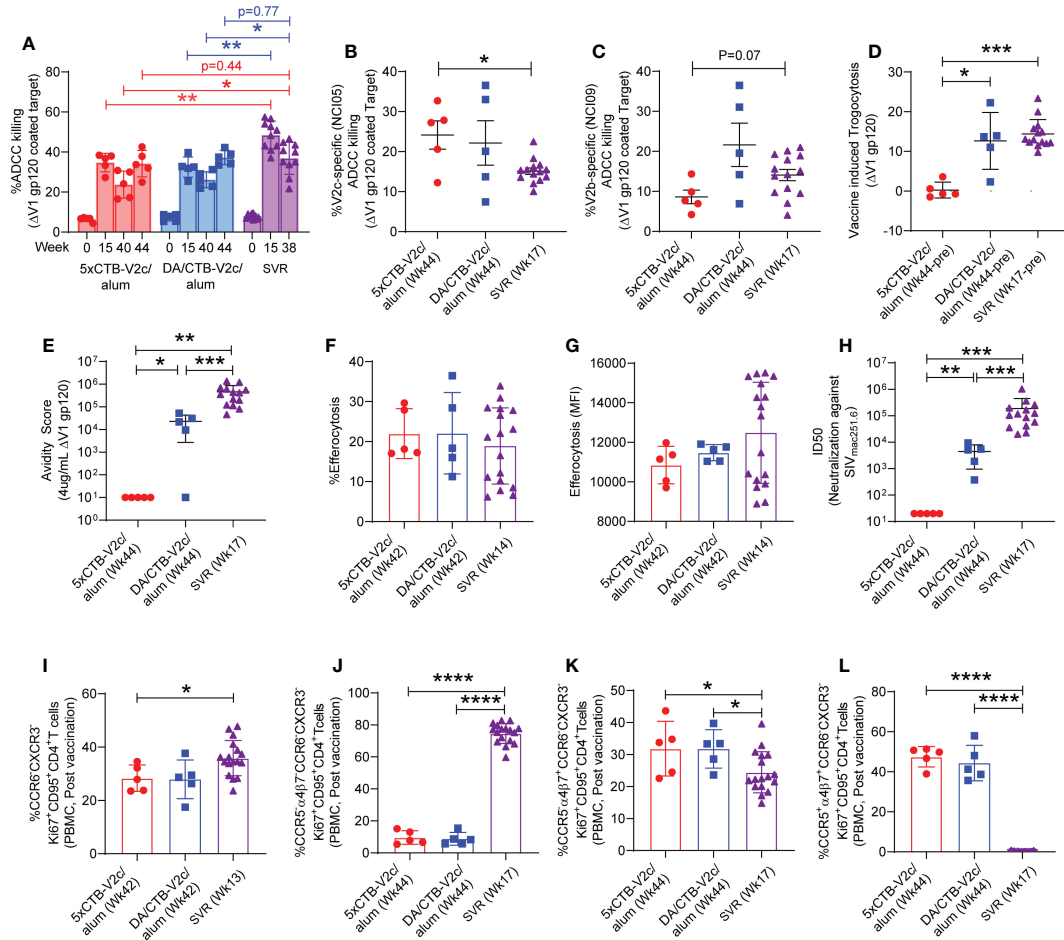 A
p=0.77
*
**
p=0.44
*
**
%ADCC killing
(ΔV1 gp120 coated target)
80
60
40
20
0
Week
0 15 40 44 0 15 40 44 0 15 38
5xCTB-V2c/
alum
DA/CTB-V2c/
alum
SVR
B
*
%V2c-specific (NCI05)
ADCC killing
(ΔV1 gp120 coated Target)
40
30
20
10
0
5xCTB-V2c/
alum (Wk44)
DA/CTB-V2c/
alum (Wk44)
SVR (Wk17)
C
P=0.07
%V2b-specific (NCI09)
ADCC killing
(ΔV1 gp120 coated target)
40
30
20
10
0
5xCTB-V2c/
alum (Wk44)
DA/CTB-V2c/
alum (Wk44)
SVR (Wk17)
D
***
*
Vaccine induced Trogocytosis
(ΔV1 gp120)
30
20
10
0
-10
5xCTB-V2c/
alum (Wk44-pre)
DA/CTB-V2c/
alum (Wk44-pre)
SVR (Wk17-pre)
E
**
* ***
Avidity Score
(4ug/mL ΔV1 gp120)
10⁷
10⁶
10⁵
10⁴
10³
10²
10¹
10⁰
5xCTB-V2c/
alum (Wk44)
DA/CTB-V2c/
alum (Wk44)
SVR (Wk17)
F
%Efferocytosis
40
30
20
10
0
5xCTB-V2c/
alum (Wk42)
DA/CTB-V2c/
alum (Wk42)
SVR (Wk14)
G
Efferocytosis (MFI)
16000
14000
12000
10000
8000
5xCTB-V2c/
alum (Wk42)
DA/CTB-V2c/
alum (Wk42)
SVR (Wk14)
H
***
** ***
ID50
(Neutralization against
SIVmac251.6)
10⁷
10⁶
10⁵
10⁴
10³
10²
10¹
5xCTB-V2c/
alum (Wk44)
DA/CTB-V2c/
alum (Wk44)
SVR (Wk17)
I
*
%CCR6⁻CXCR3⁻
Ki67⁺CD95⁺CD4⁺T cells
(PBMC, Post vaccination)
60
40
20
0
5xCTB-V2c/
alum (Wk42)
DA/CTB-V2c/
alum (Wk42)
SVR (Wk13)
J
****
****
%CCR5⁻α4β7⁻CCR6⁻CXCR3⁻
Ki67⁺CD95⁺CD4⁺Tcells
(PBMC, Post vaccination)
100
80
60
40
20
0
5xCTB-V2c/
alum (Wk44)
DA/CTB-V2c/
alum (Wk44)
SVR (Wk17)
K
*
*
%CCR5⁻α4β7⁺CCR6⁻CXCR3⁻
Ki67⁺CD95⁺CD4⁺Tcells
(PBMC, Post vaccination)
50
40
30
20
10
0
5xCTB-V2c/
alum (Wk44)
DA/CTB-V2c/
alum (Wk44)
SVR (Wk17)
L
****
****
%CCR5⁺α4β7⁺CCR6⁻CXCR3⁻
Ki67⁺CD95⁺CD4⁺Tcells
(PBMC, Post vaccination)
80
60
40
20
0
5xCTB-V2c/
alum (Wk44)
DA/CTB-V2c/
alum (Wk44)
SVR (Wk17)